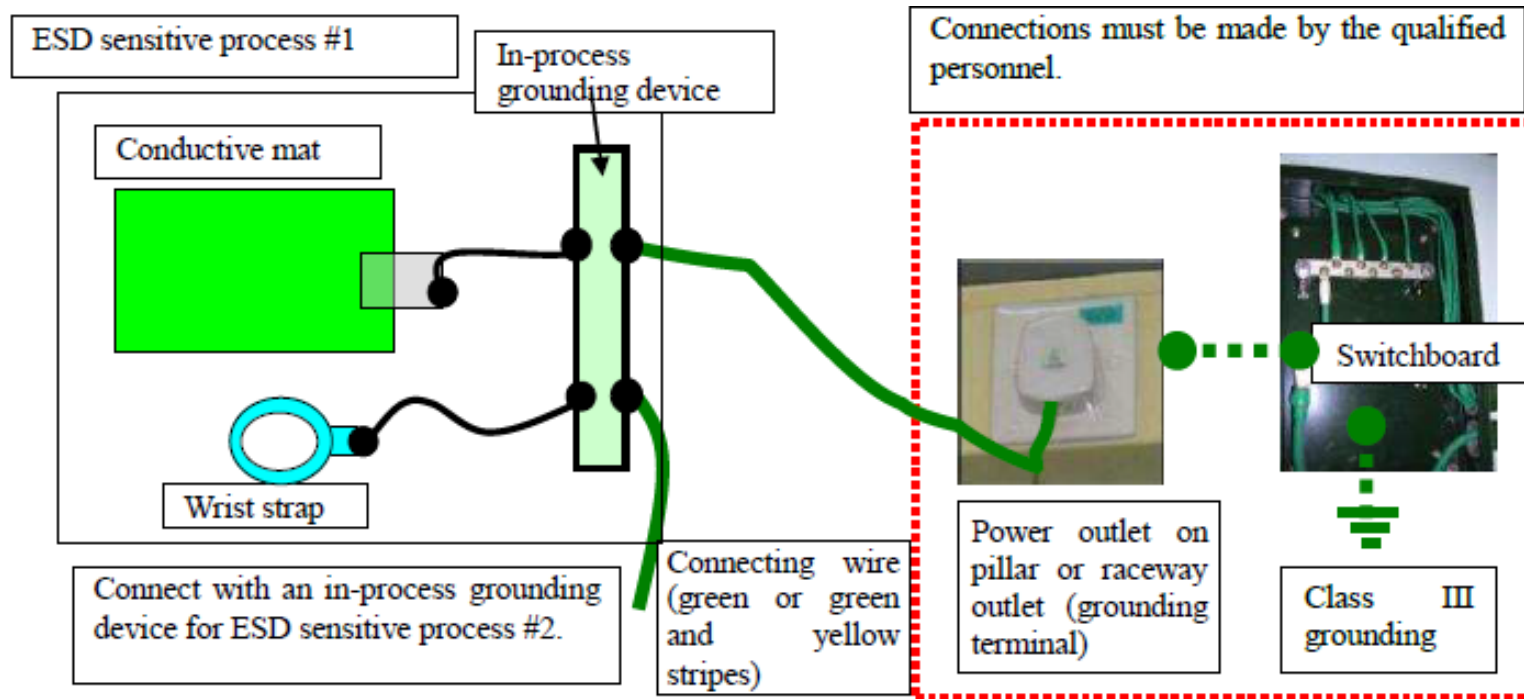 ESD sensitive process #1
In-process
grounding device
Connections must be made by the qualified
personnel.
Conductive mat
Switchboard
Wrist strap
Connect with an in-process grounding
device for ESD sensitive process #2.
Connecting wire
(green or green
and yellow
stripes)
Power outlet on
pillar or raceway
outlet (grounding
terminal)
Class III
grounding